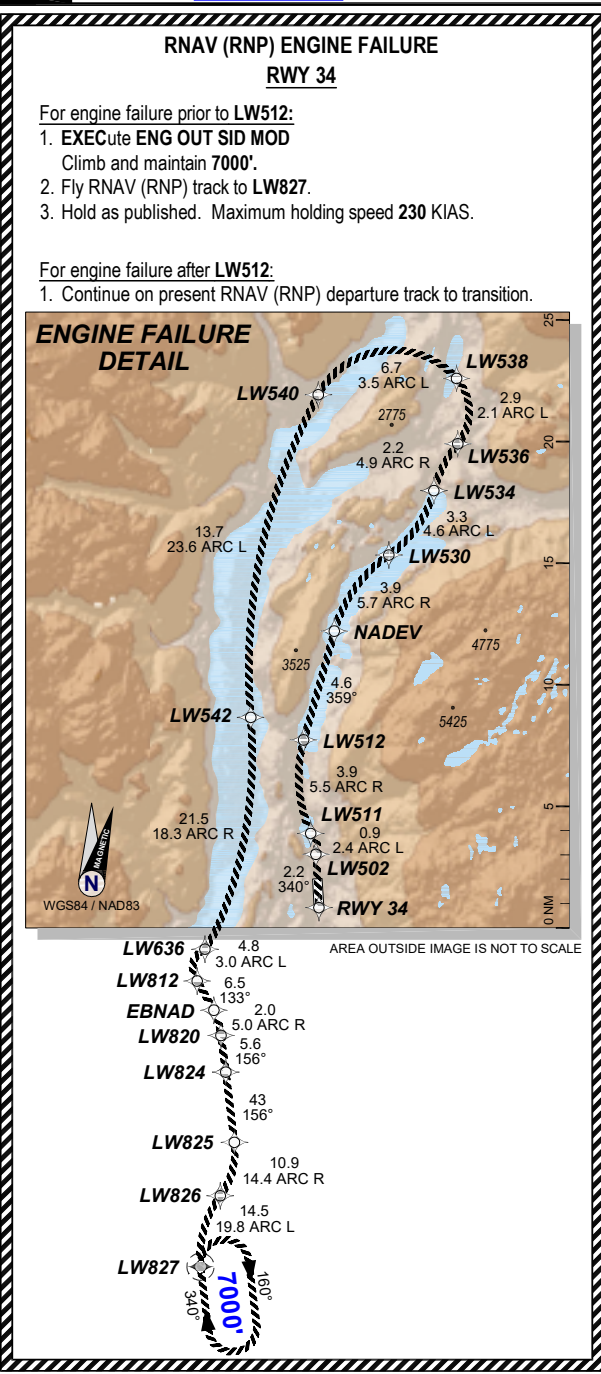 RNAV (RNP) ENGINE FAILURE
RWY 34
For engine failure prior to LW512:
1. EXECute ENG OUT SID MOD
Climb and maintain 7000'.
2. Fly RNAV (RNP) track to LW827.
3. Hold as published. Maximum holding speed 230 KIAS.
For engine failure after LW512:
1. Continue on present RNAV (RNP) departure track to transition.
ENGINE FAILURE
DETAIL
25
LW538
6.7
3.5 ARC L
LW540
2.9
2.1 ARC L
2775
20
2.2
4.9 ARC R
LW536
LW534
3.3
4.6 ARC L
13.7
23.6 ARC L
LW530
15
3.9
5.7 ARC R
NADEV
4775
3525
4.6
359°
10
5425
LW542
LW512
3.9
5.5 ARC R
21.5
18.3 ARC R
LW511
5
0.9
2.4 ARC L
LW502
2.2
340°
MAGNETIC
N
WGS84 / NAD83
RWY 34
0 NM
AREA OUTSIDE IMAGE IS NOT TO SCALE
LW636
4.8
3.0 ARC L
LW812
6.5
133°
EBNAD
2.0
5.0 ARC R
LW820
5.6
156°
LW824
43
156°
LW825
10.9
14.4 ARC R
LW826
14.5
19.8 ARC L
LW827
160°
7000'
340°